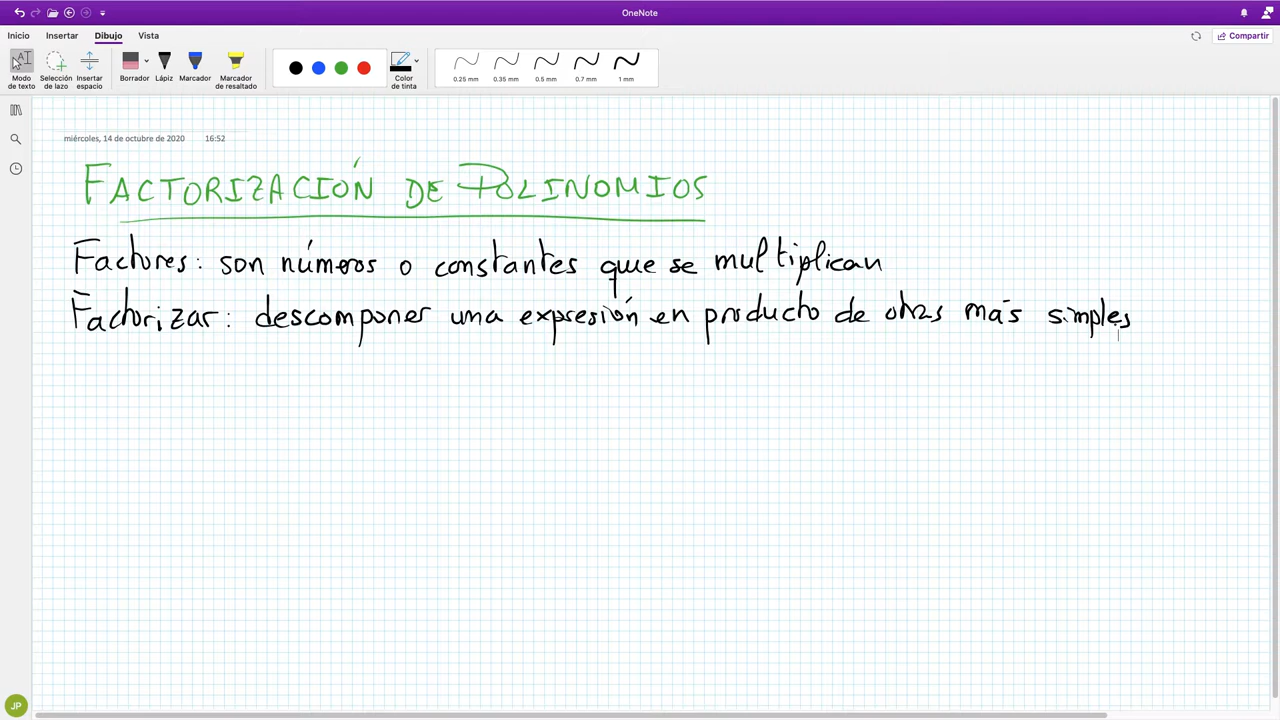 OneNote
Inicio Insertar Dibujo Vista
Compartir
Modo de texto
Selección de lazo
Insertar espacio
Borrador
Lápiz
Marcador
Marcador de resaltado
Color de tinta
0.25 mm 0.35 mm 0.5 mm 0.7 mm 1 mm
miércoles, 14 de octubre de 2020 16:52
FACTORIZACIÓN DE POLINOMIOS
Factores: son números o constantes que se multiplican
Factorizar: descomponer una expresión en producto de otras más simples
JP